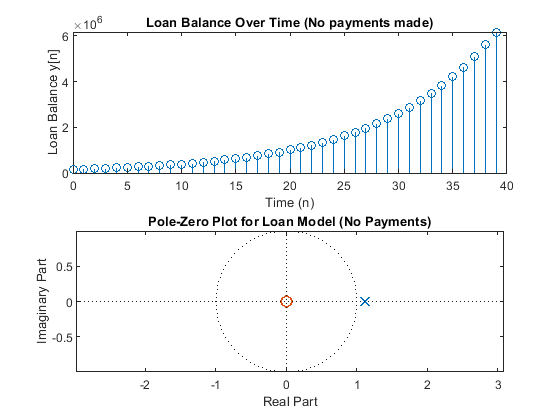 Loan Balance Over Time (No payments made)
×10^6
6
4
2
0
Loan Balance y[n]
0 5 10 15 20 25 30 35 40
Time (n)
Pole-Zero Plot for Loan Model (No Payments)
0.5
0
-0.5
Imaginary Part
-2 -1 0 1 2 3
Real Part